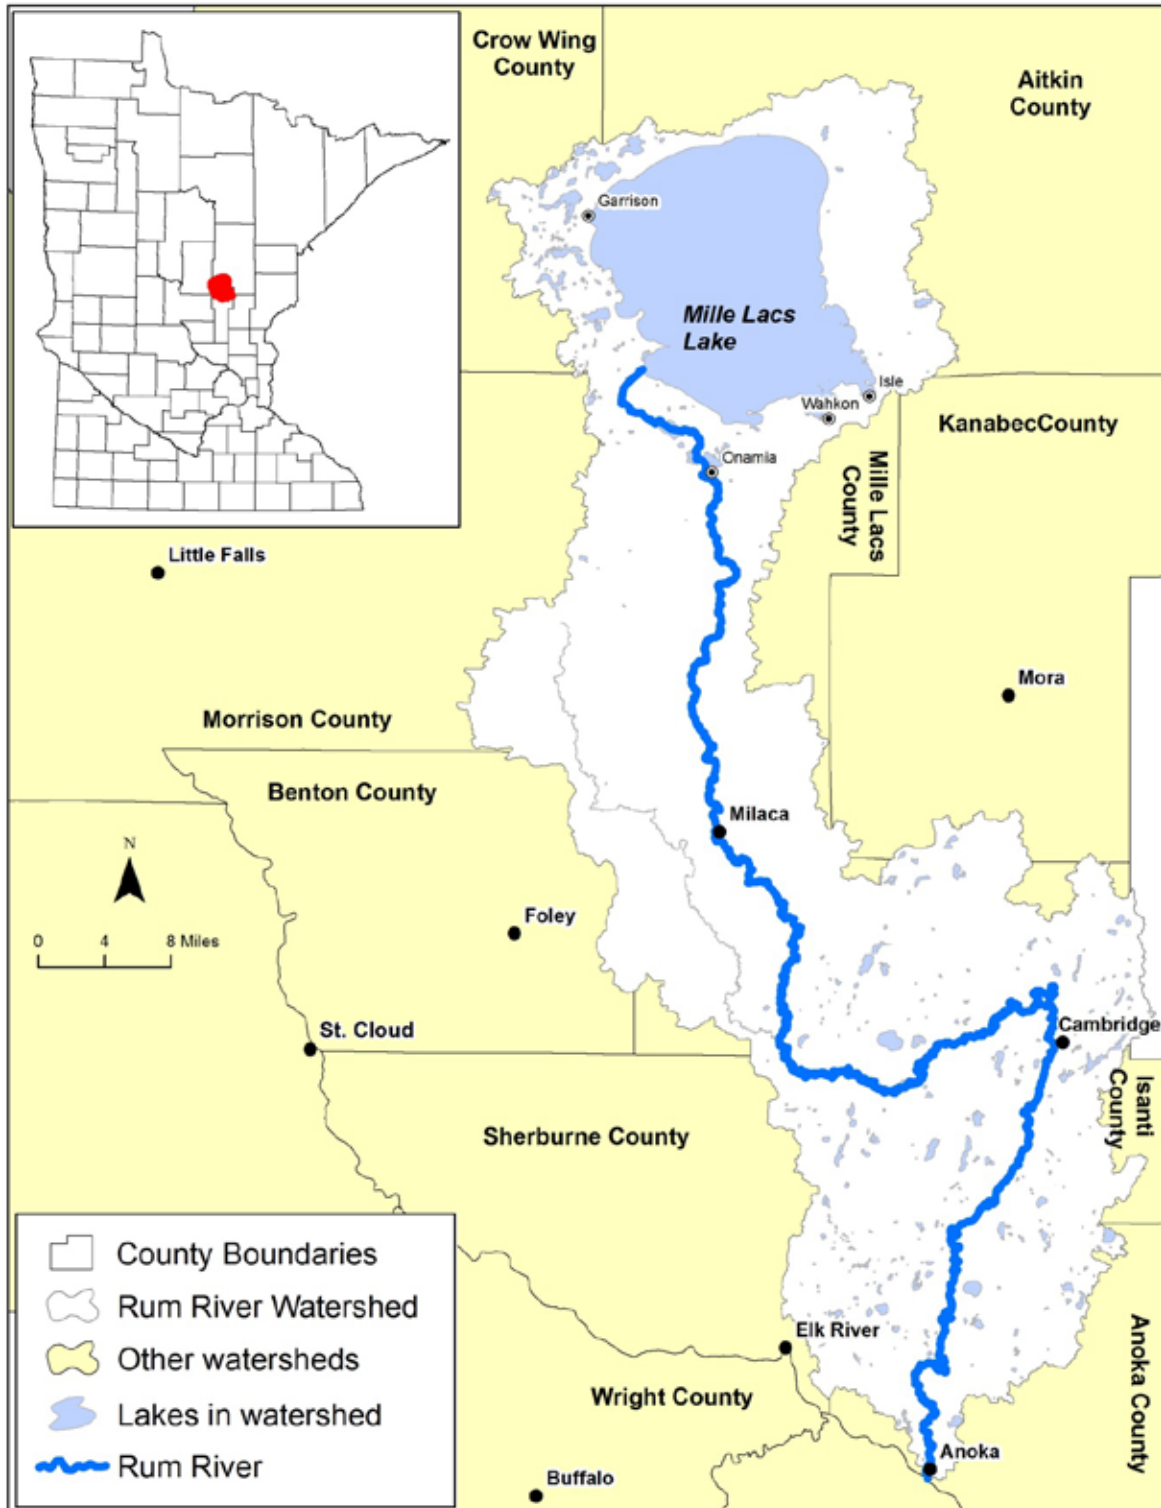 Crow Wing
County
Aitkin
County
Garrison
Mille Lacs
Lake
Isle
Wahkon
KanabecCounty
Onamia
Mille Lacs
County
Little Falls
Mora
Morrison County
Benton County
Milaca
N
Foley
0 4 8 Miles
St. Cloud
Cambridge
Isanti
County
Sherburne County
County Boundaries
Rum River Watershed
Other watersheds
Lakes in watershed
Rum River
Elk River
Wright County
Anoka County
Anoka
Buffalo